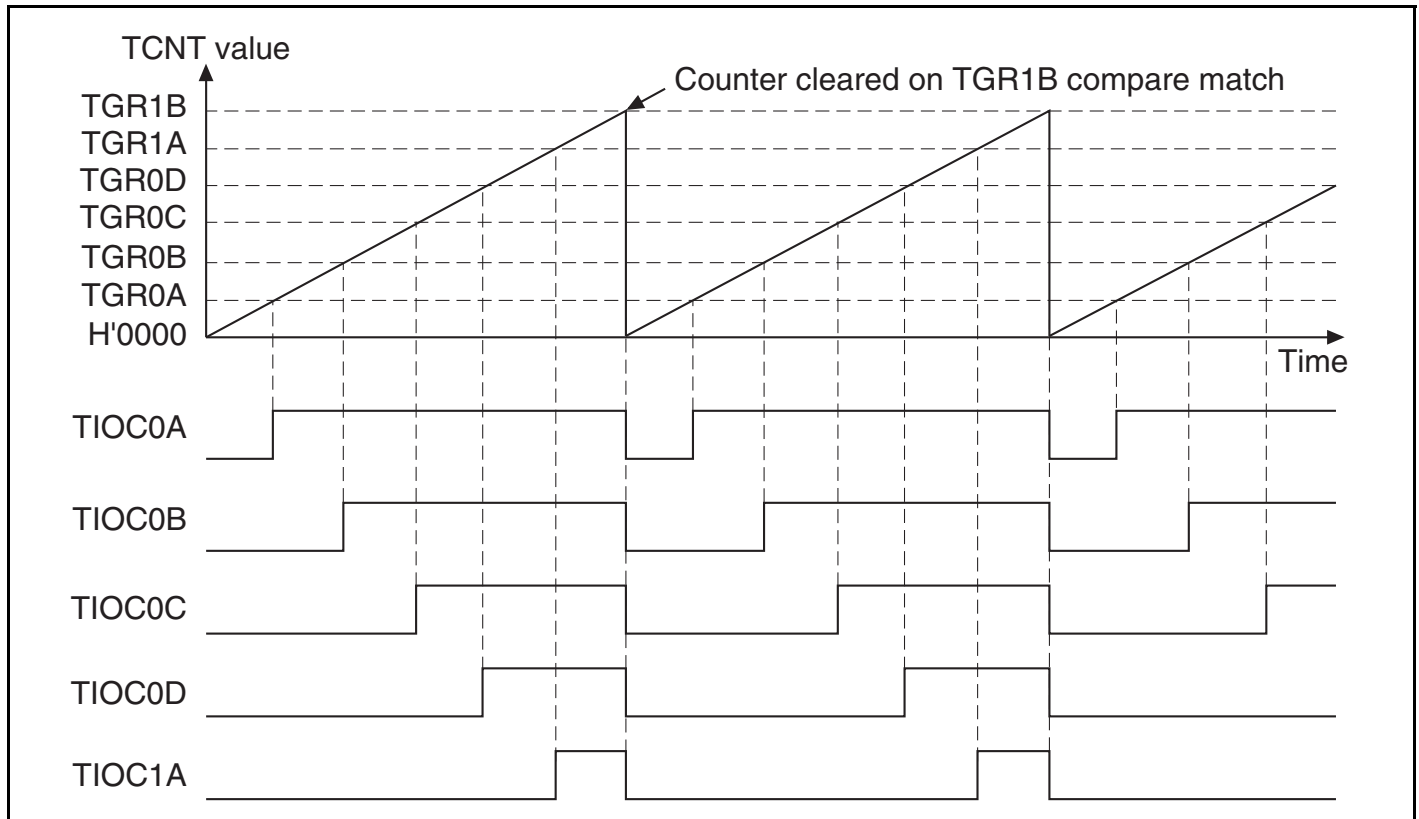 TCNT value
Counter cleared on TGR1B compare match
TGR1B
TGR1A
TGR0D
TGR0C
TGR0B
TGR0A
H'0000
Time
TIOC0A
TIOC0B
TIOC0C
TIOC0D
TIOC1A